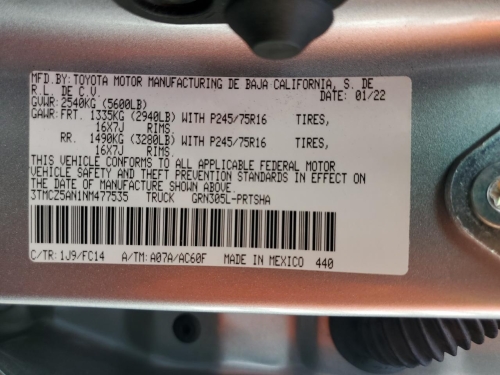 MFD.BY:TOYOTA MOTOR MANUFACTURING DE BAJA CALIFORNIA, S. DE
R.L. DE C.V. DATE: 01/22
GVWR: 2540KG (5600LB)
GAWR:FRT. 1335KG (2940LB) WITH P245/75R16 TIRES,
16X7J RIMS.
RR. 1490KG (3280LB) WITH P245/75R16 TIRES,
16X7J RIMS.
THIS VEHICLE CONFORMS TO ALL APPLICABLE FEDERAL MOTOR
VEHICLE SAFETY AND THEFT PREVENTION STANDARDS IN EFFECT ON
THE DATE OF MANUFACTURE SHOWN ABOVE.
3TMCZ5AN1NM477535 TRUCK GRN305L-PRTSHA
C/TR: 1J9/FC14 A/TM: A07A/AC60F MADE IN MEXICO 440